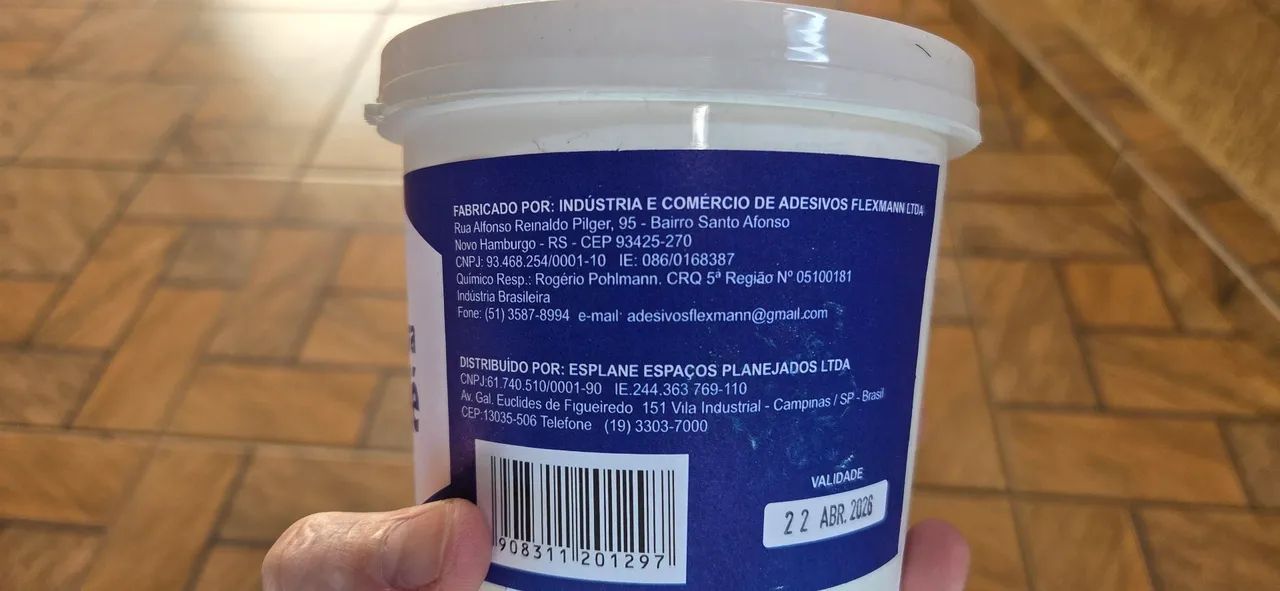 FABRICADO POR: INDÚSTRIA E COMÉRCIO DE ADESIVOS FLEXMANN LTDA
Rua Alfonso Reinaldo Pilger, 95 - Bairro Santo Afonso
Novo Hamburgo - RS - CEP 93425-270
CNPJ: 93.468.254/0001-10 IE: 086/0168387
Químico Resp.: Rogério Pohlmann. CRQ 5ª Região Nº 05100181
Indústria Brasileira
Fone: (51) 3587-8994 e-mail: adesivosflexmann@gmail.com
DISTRIBUÍDO POR: ESPLANE ESPAÇOS PLANEJADOS LTDA
CNPJ:61.740.510/0001-90 IE.244.363 769-110
Av. Gal. Euclides de Figueiredo 151 Vila Industrial - Campinas / SP - Brasil
CEP:13035-506 Telefone (19) 3303-7000
VALIDADE
22 ABR. 2026
908311 201297